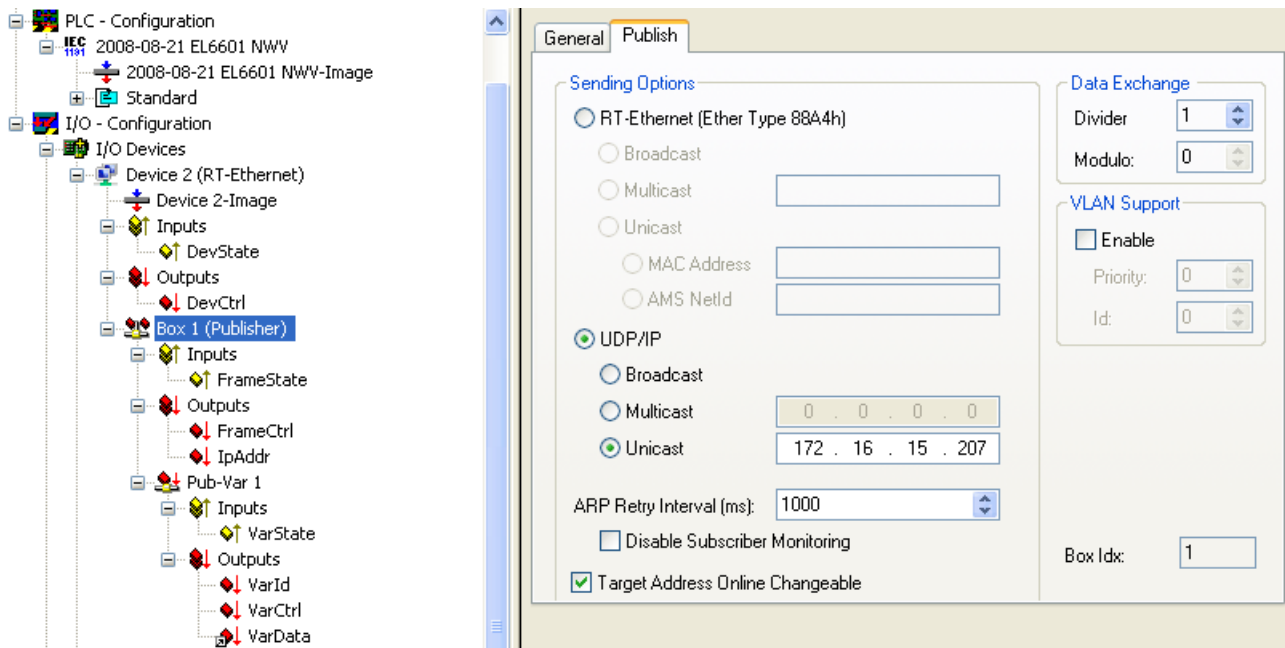 PLC - Configuration
IEC
1131
2008-08-21 EL6601 NWV
2008-08-21 EL6601 NWV-Image
Standard
I/O - Configuration
I/O Devices
Device 2 (RT-Ethernet)
Device 2-Image
Inputs
DevState
Outputs
DevCtrl
Box 1 (Publisher)
Inputs
FrameState
Outputs
FrameCtrl
IpAddr
Pub-Var 1
Inputs
VarState
Outputs
VarId
VarCtrl
VarData
General Publish
Sending Options
RT-Ethernet (Ether Type 88A4h)
Broadcast
Multicast
Unicast
MAC Address
AMS NetId
UDP/IP
Broadcast
Multicast 0 . 0 . 0 . 0
Unicast 172 . 16 . 15 . 207
ARP Retry Interval (ms): 1000
Disable Subscriber Monitoring
Target Address Online Changeable
Data Exchange
Divider 1
Modulo: 0
VLAN Support
Enable
Priority: 0
Id: 0
Box Idx: 1